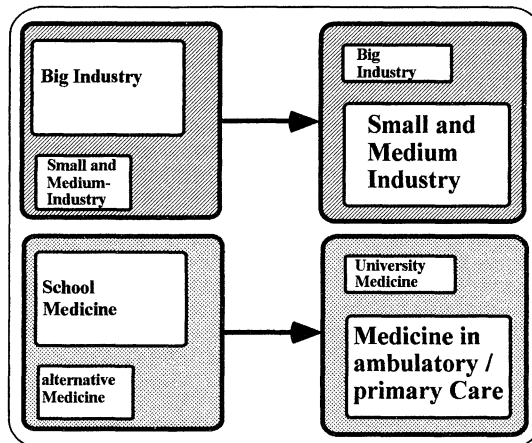 Big Industry
Small and
Medium-
Industry
Big
Industry
Small and
Medium
Industry
School
Medicine
alternative
Medicine
University
Medicine
Medicine in
ambulatory /
primary Care